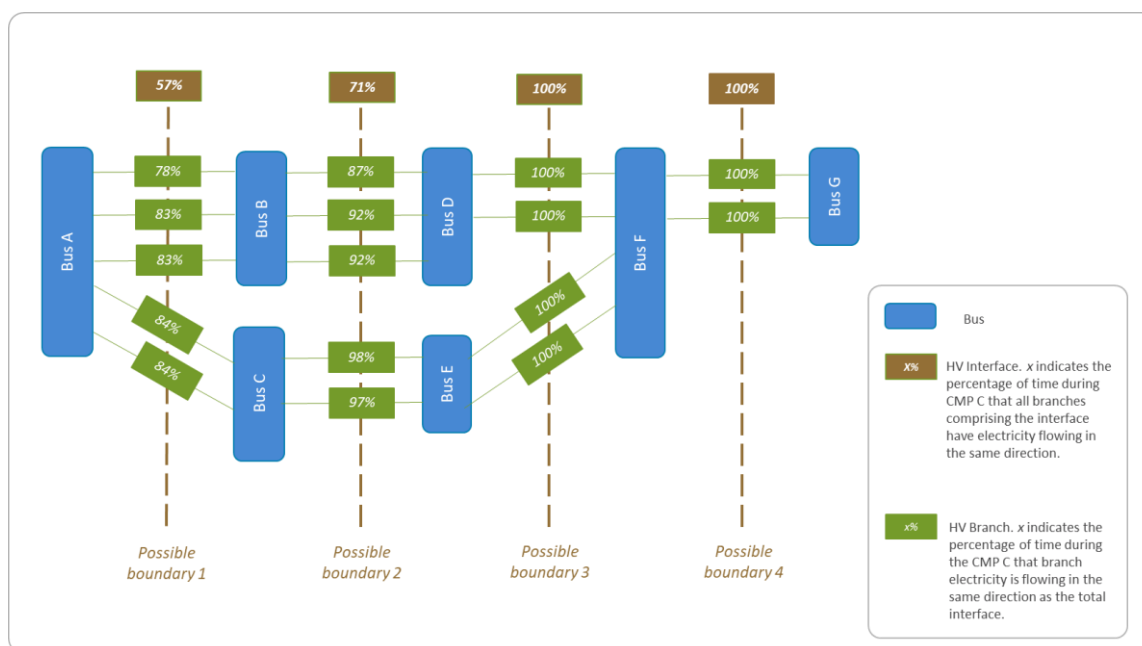 57%
71%
100%
100%
78%
87%
100%
100%
83%
92%
100%
100%
83%
92%
84%
84%
98%
97%
100%
100%
Bus A
Bus B
Bus C
Bus D
Bus E
Bus F
Bus G
Possible
boundary 1
Possible
boundary 2
Possible
boundary 3
Possible
boundary 4
Bus
X%
HV Interface. x indicates the
percentage of time during
CMP C that all branches
comprising the interface
have electricity flowing in
the same direction.
x%
HV Branch. x indicates the
percentage of time during
the CMP C that branch
electricity is flowing in the
same direction as the total
interface.